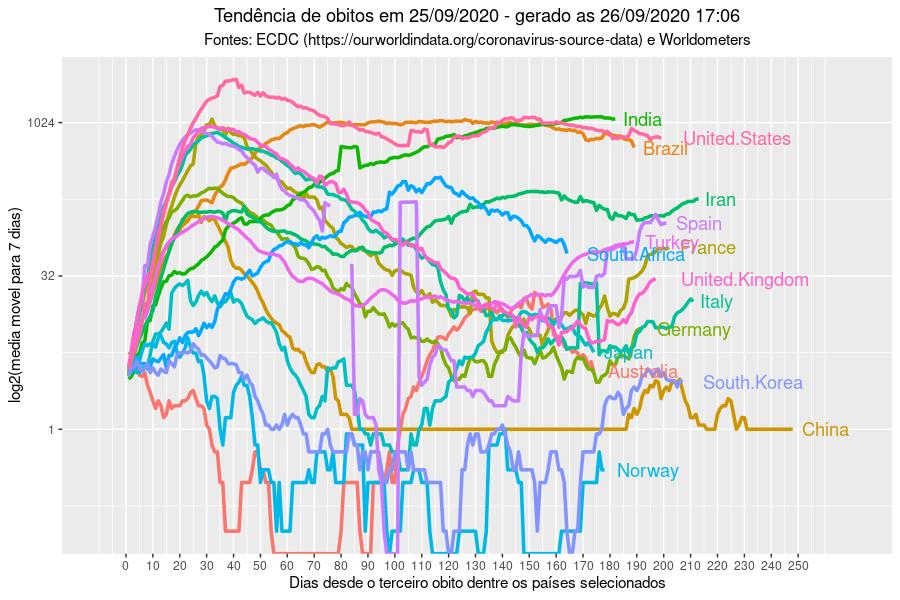 Tendência de obitos em 25/09/2020 - gerado as 26/09/2020 17:06
Fontes: ECDC (https://ourworldindata.org/coronavirus-source-data) e Worldometers
log2(media movel para 7 dias)
1024
32
1
India
United.States
Brazil
Iran
Spain
Turkey
France
South.Africa
United.Kingdom
Italy
Germany
Japan
Australia
South.Korea
China
Norway
0 10 20 30 40 50 60 70 80 90 100 110 120 130 140 150 160 170 180 190 200 210 220 230 240 250
Dias desde o terceiro obito dentre os países selecionados